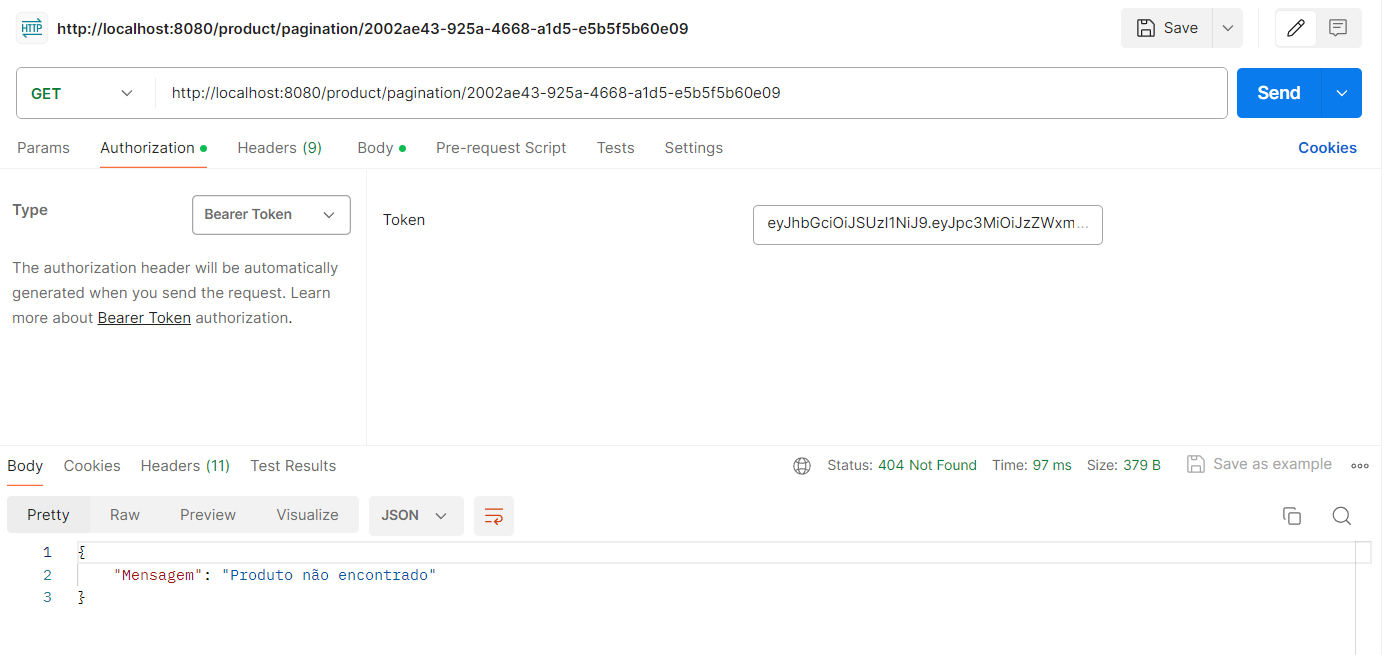 HTTP http://localhost:8080/product/pagination/2002ae43-925a-4668-a1d5-e5b5f5b60e09 Save
GET http://localhost:8080/product/pagination/2002ae43-925a-4668-a1d5-e5b5f5b60e09 Send
Params Authorization Headers (9) Body Pre-request Script Tests Settings Cookies
Type Bearer Token
Token eyJhbGciOiJSUzI1NiJ9.eyJpc3MiOiJzZWxm...
The authorization header will be automatically
generated when you send the request. Learn
more about Bearer Token authorization.
Body Cookies Headers (11) Test Results Status: 404 Not Found Time: 97 ms Size: 379 B Save as example
Pretty Raw Preview Visualize JSON
1 {
2 "Mensagem": "Produto não encontrado"
3 }